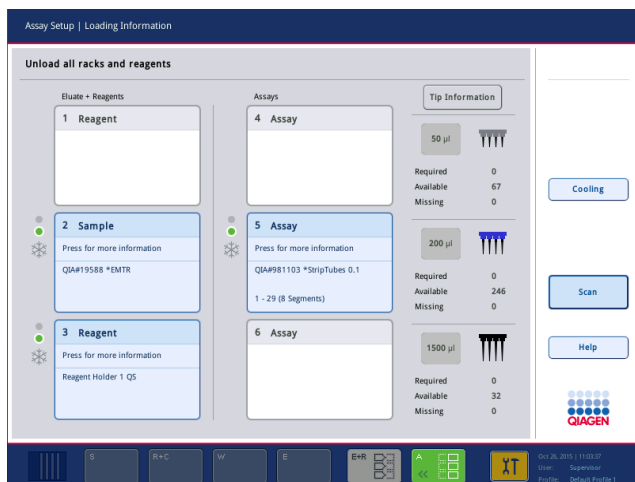 Assay Setup | Loading Information
Unload all racks and reagents
Eluate + Reagents
1 Reagent
2 Sample
Press for more information
QIA#19588 *EMTR
3 Reagent
Press for more information
Reagent Holder 1 QS
Assays
4 Assay
5 Assay
Press for more information
QIA#981103 *StripTubes 0.1
1 - 29 (8 Segments)
6 Assay
Tip Information
50 µl
Required 0
Available 67
Missing 0
200 µl
Required 0
Available 246
Missing 0
1500 µl
Required 0
Available 32
Missing 0
Cooling
Scan
Help
QIAGEN
S
R+C
W
E
E+R
A
Oct 26, 2015 | 11:03:37
User: Supervisor
Profile: Default Profile 1